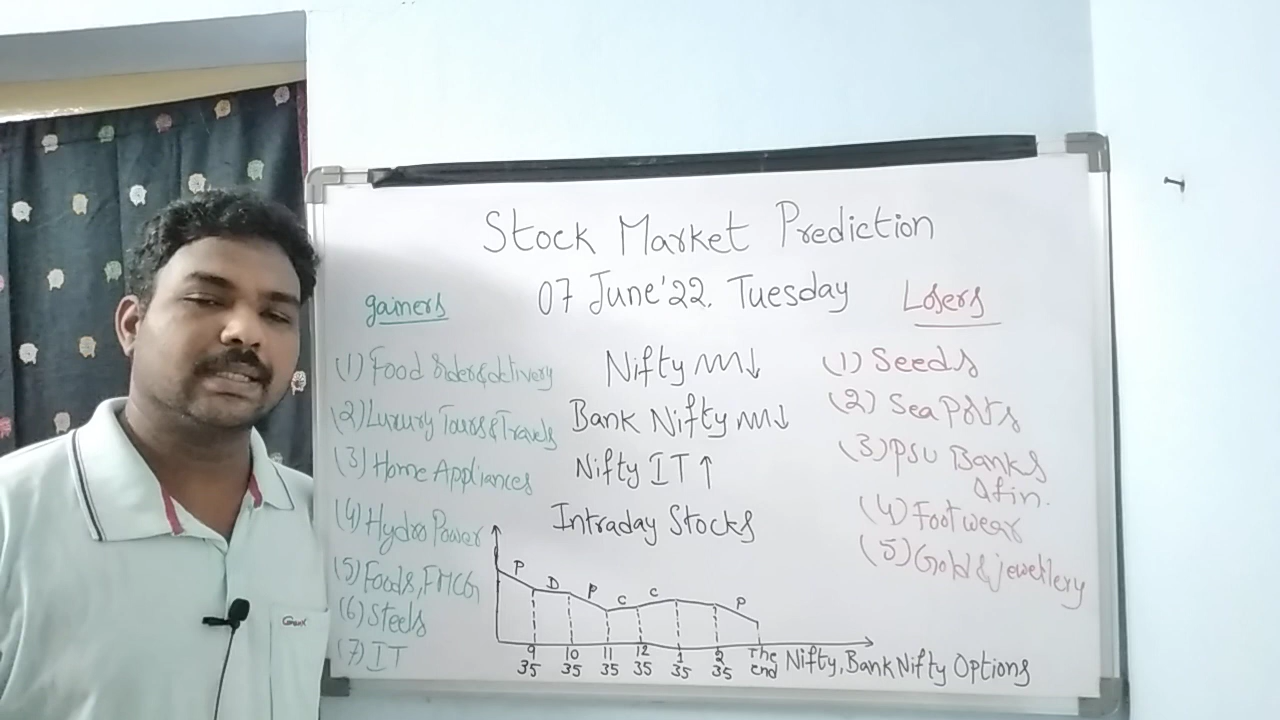 Stock Market Prediction
07 June'22. Tuesday
gainers
(1) Food Order & delivery
(2) Luxury Tours & Travels
(3) Home Appliances
(4) Hydro Power
(5) Foods, FMCG
(6) Steels
(7) IT
Nifty ↓
Bank Nifty ↓
Nifty IT ↑
Intraday Stocks
Losers
(1) Seeds
(2) Sea Ports
(3) PSU Banks
& fin.
(4) Foot wear
(5) Gold & jewellery
P D P C C P
9 10 11 12 1 2 The
35 35 35 35 35 35 end
Nifty, Bank Nifty Options